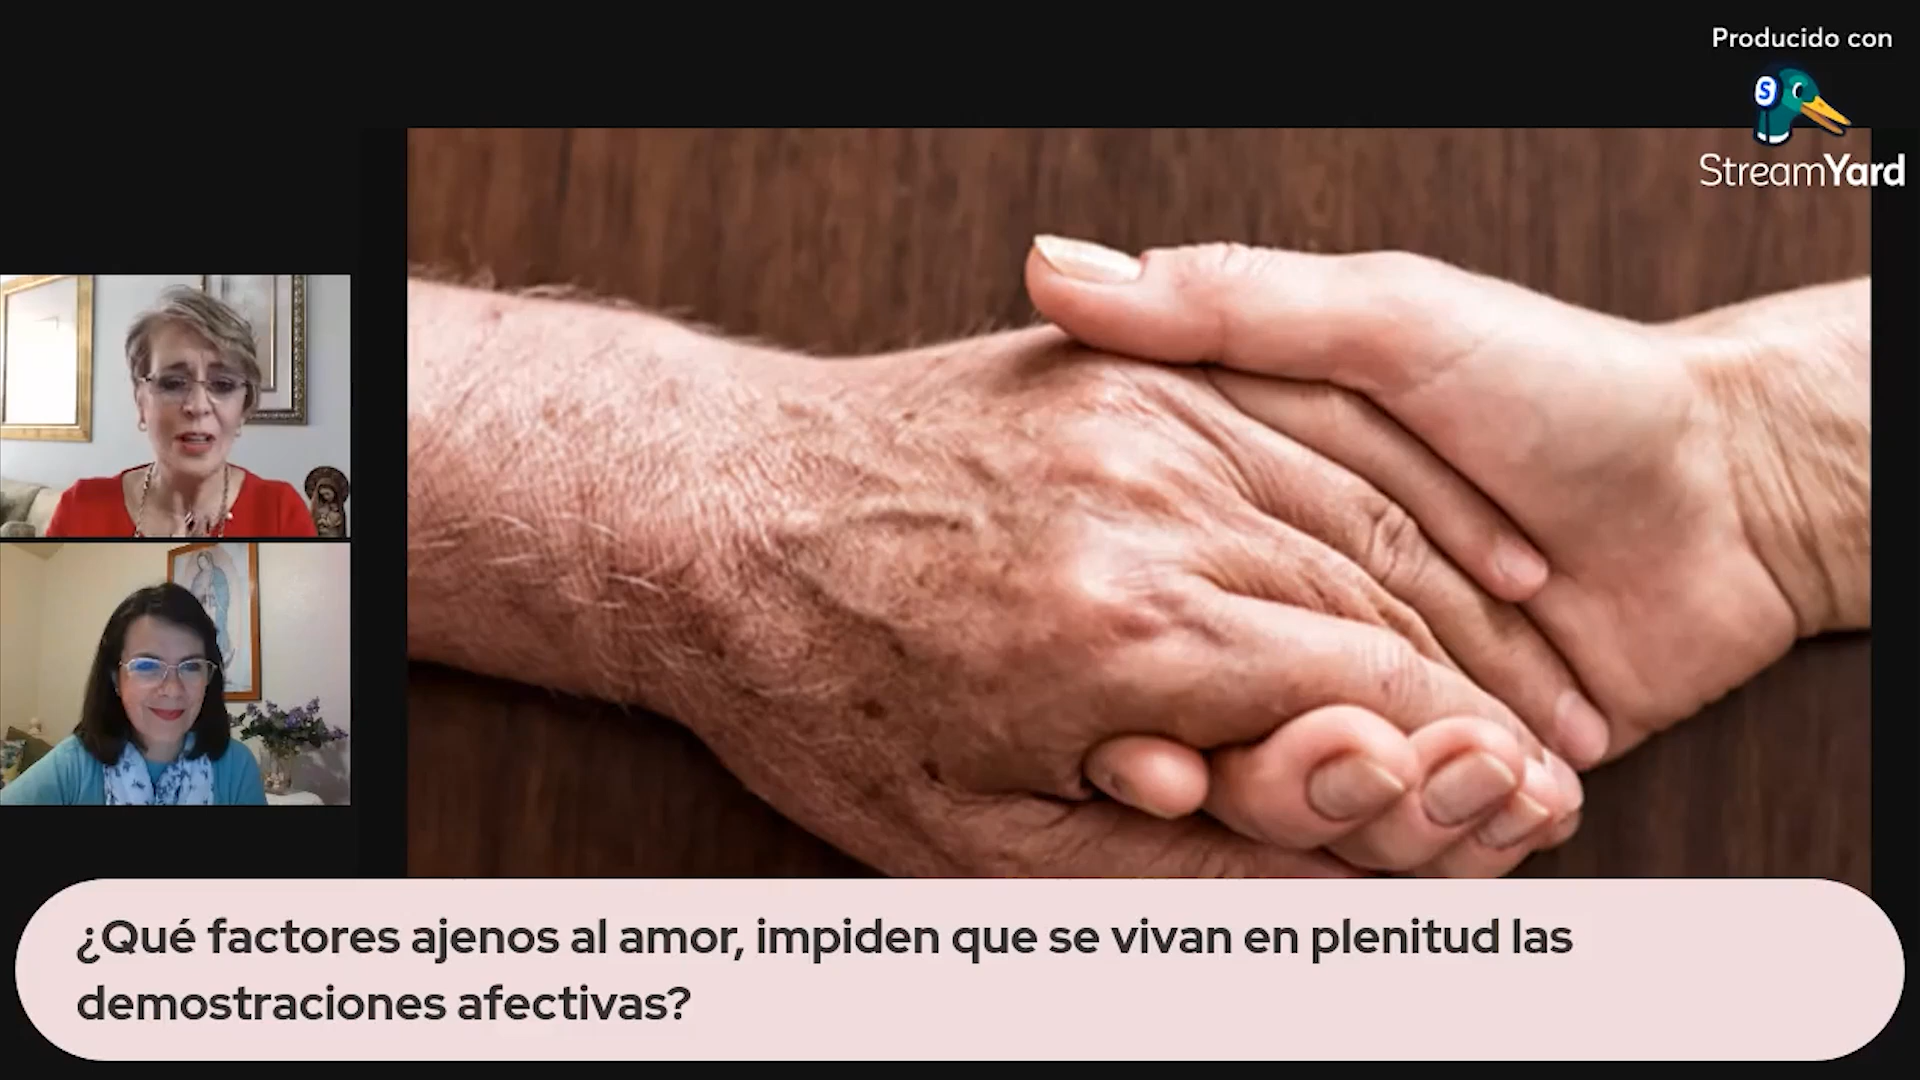 Producido con
S
StreamYard
¿Qué factores ajenos al amor, impiden que se vivan en plenitud las
demostraciones afectivas?